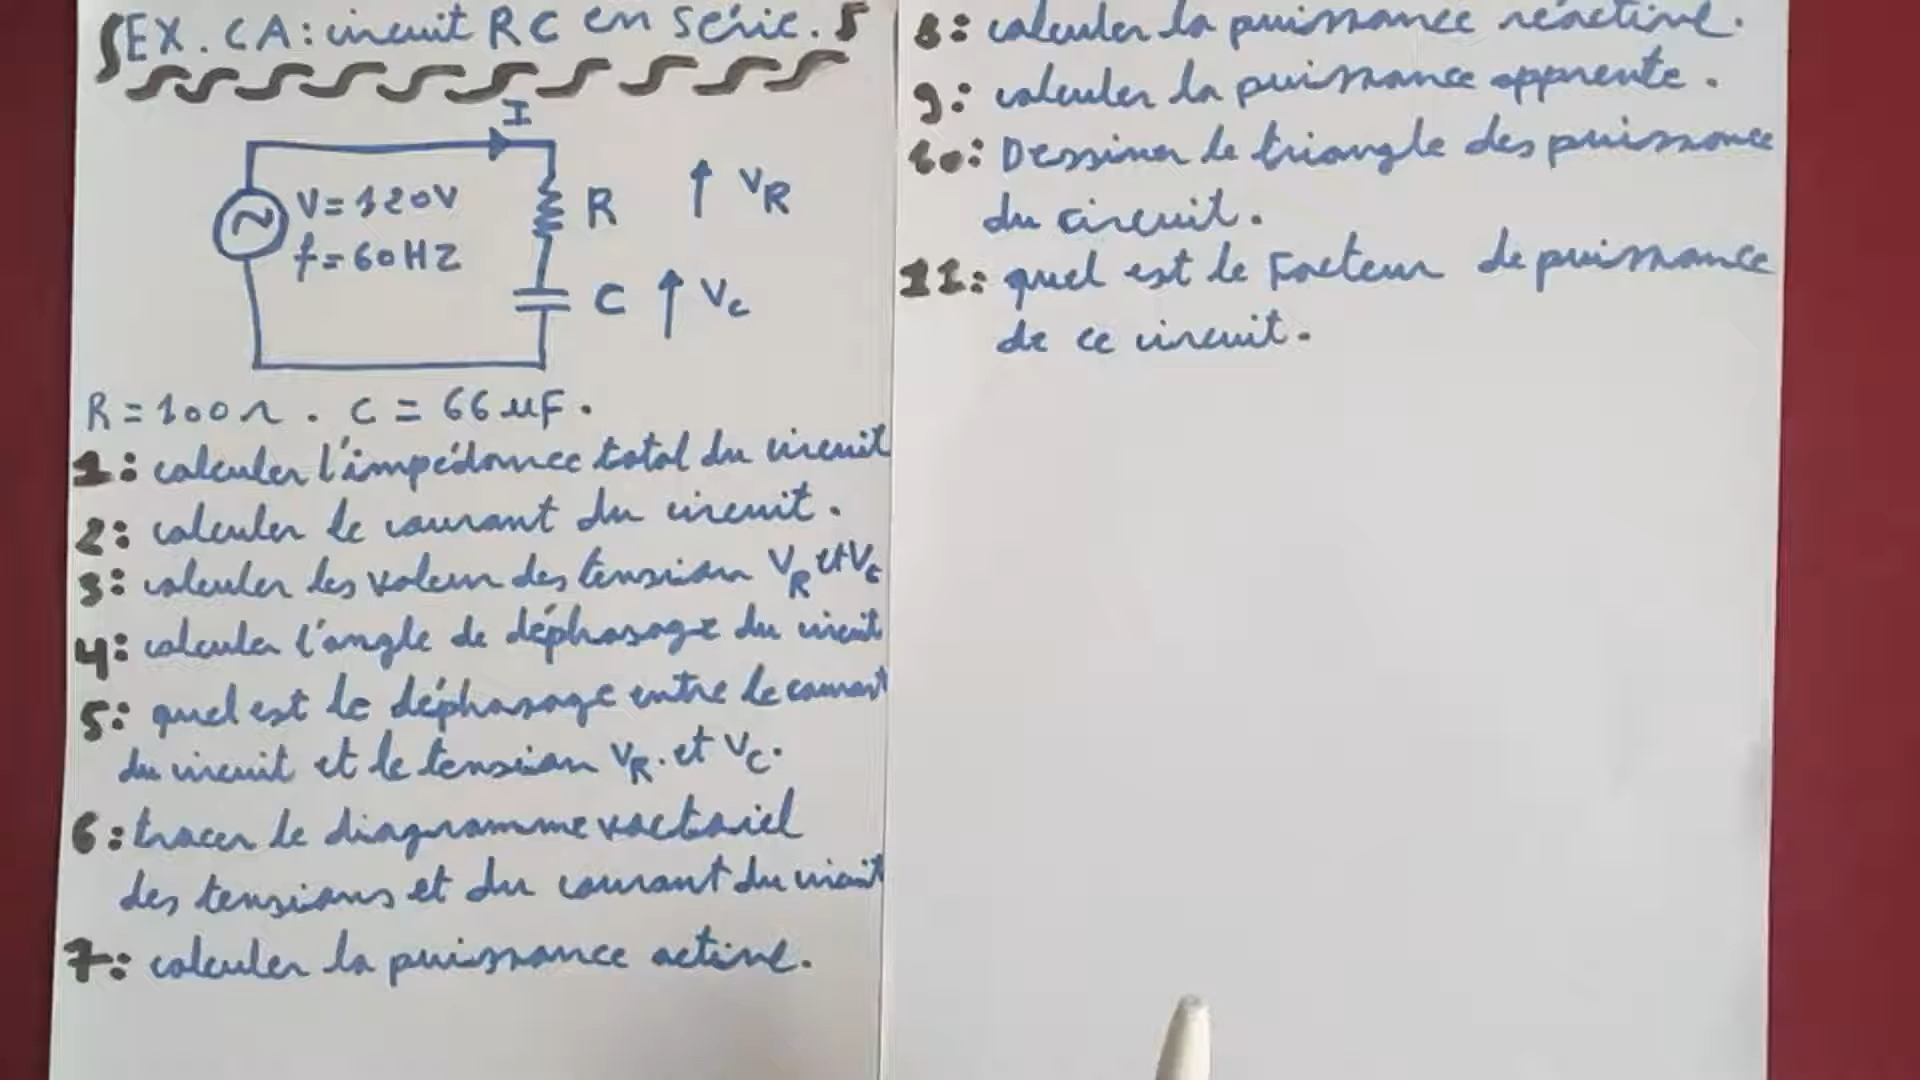 EX. CA: circuit RC en série.
I
V=120V
f=60HZ
R
VR
C
Vc
R=100Ω. C=66uF.
1: calculer l'impédance total du circuit
2: calculer le courant du circuit.
3: calculer les valeur des tension VR et Vc
4: calculer l'angle de déphasage du circuit
5: quel est le déphasage entre le courant
du circuit et le tension VR. et Vc.
6: tracer le diagramme vectoriel
des tensions et du courant du circuit
7: calculer la puissance active.
8: calculer la puissance réactive.
9: calculer la puissance apprente.
10: Dessiner le triangle des puissance
du circuit.
11: quel est le Facteur de puissance
de ce circuit.